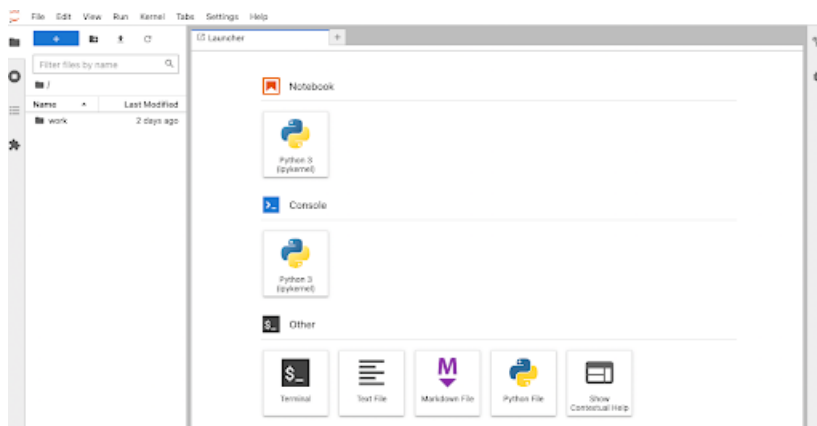 File Edit View Run Kernel Tabs Settings Help
Launcher
Filter files by name
/
Name Last Modified
work 2 days ago
Notebook
Python 3
(ipykernel)
Console
Python 3
(ipykernel)
$_ Other
$_
M
Terminal Text File Markdown File Python File Show
Contextual Help